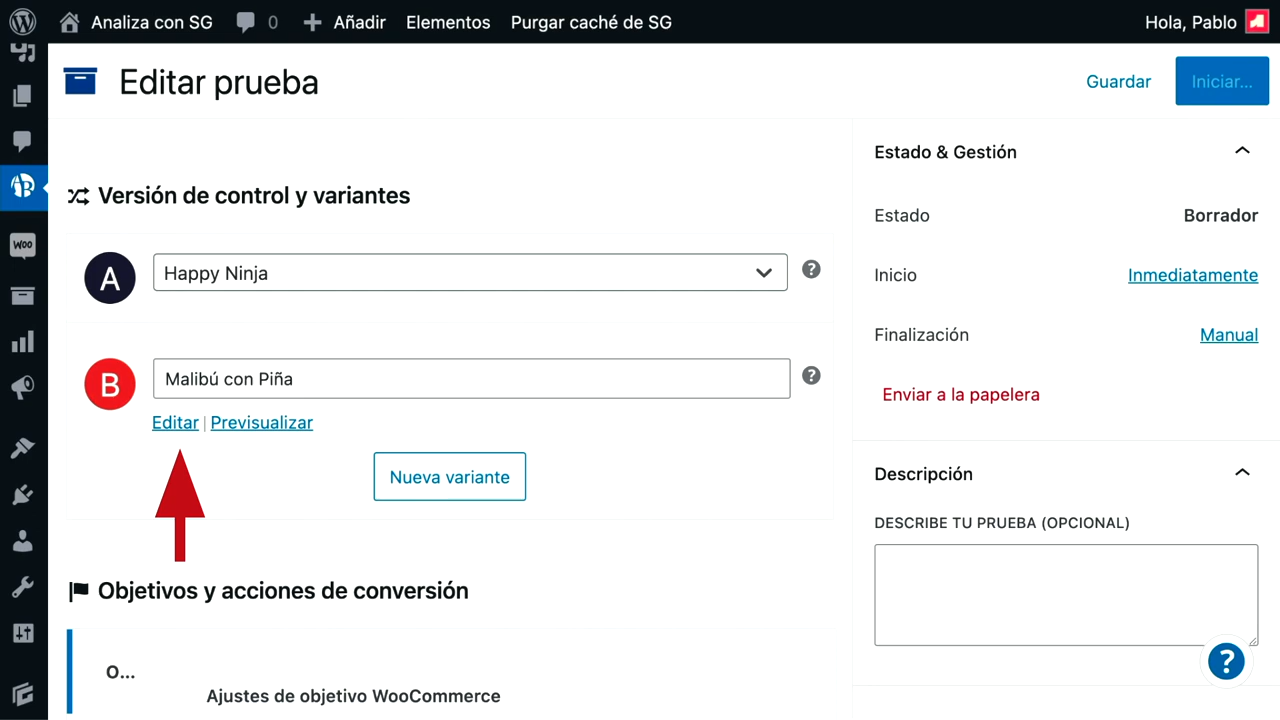 Analiza con SG 0 Añadir Elementos Purgar caché de SG Hola, Pablo
Editar prueba
Guardar
Iniciar...
Versión de control y variantes
A
Happy Ninja
?
B
Malibú con Piña
?
Editar | Previsualizar
Nueva variante
Objetivos y acciones de conversión
O...
Ajustes de objetivo WooCommerce
Estado & Gestión
Estado Borrador
Inicio Inmediatamente
Finalización Manual
Enviar a la papelera
Descripción
DESCRIBE TU PRUEBA (OPCIONAL)
?
WOO